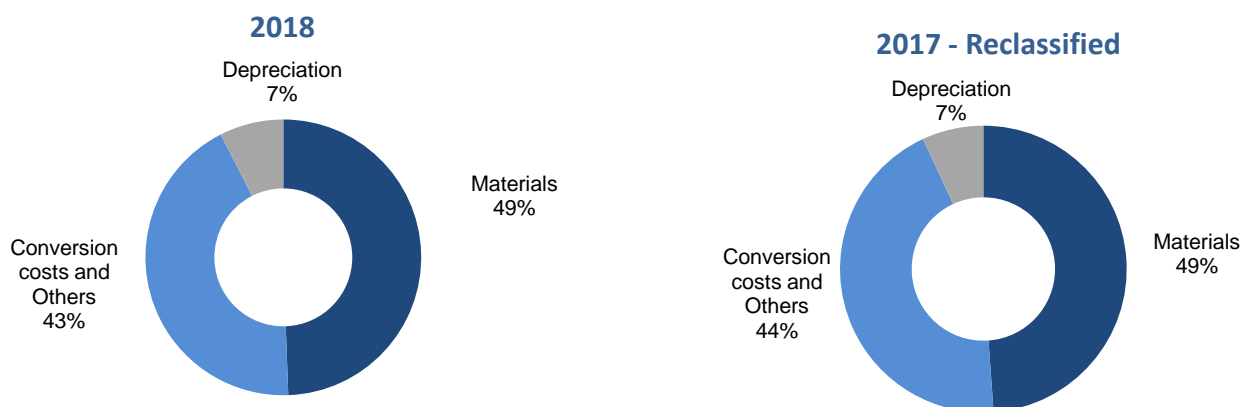 2018
Depreciation
7%
Materials
49%
Conversion
costs and
Others
43%
2017 - Reclassified
Depreciation
7%
Materials
49%
Conversion
costs and
Others
44%